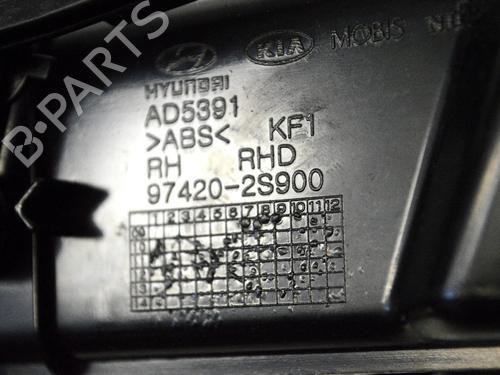 KIA MOBIS
HYUNDAI
AD5391
>ABS< KF1
RH RHD
97420-2S900
1 2 3 4 5 6 7 8 9 10 11 12